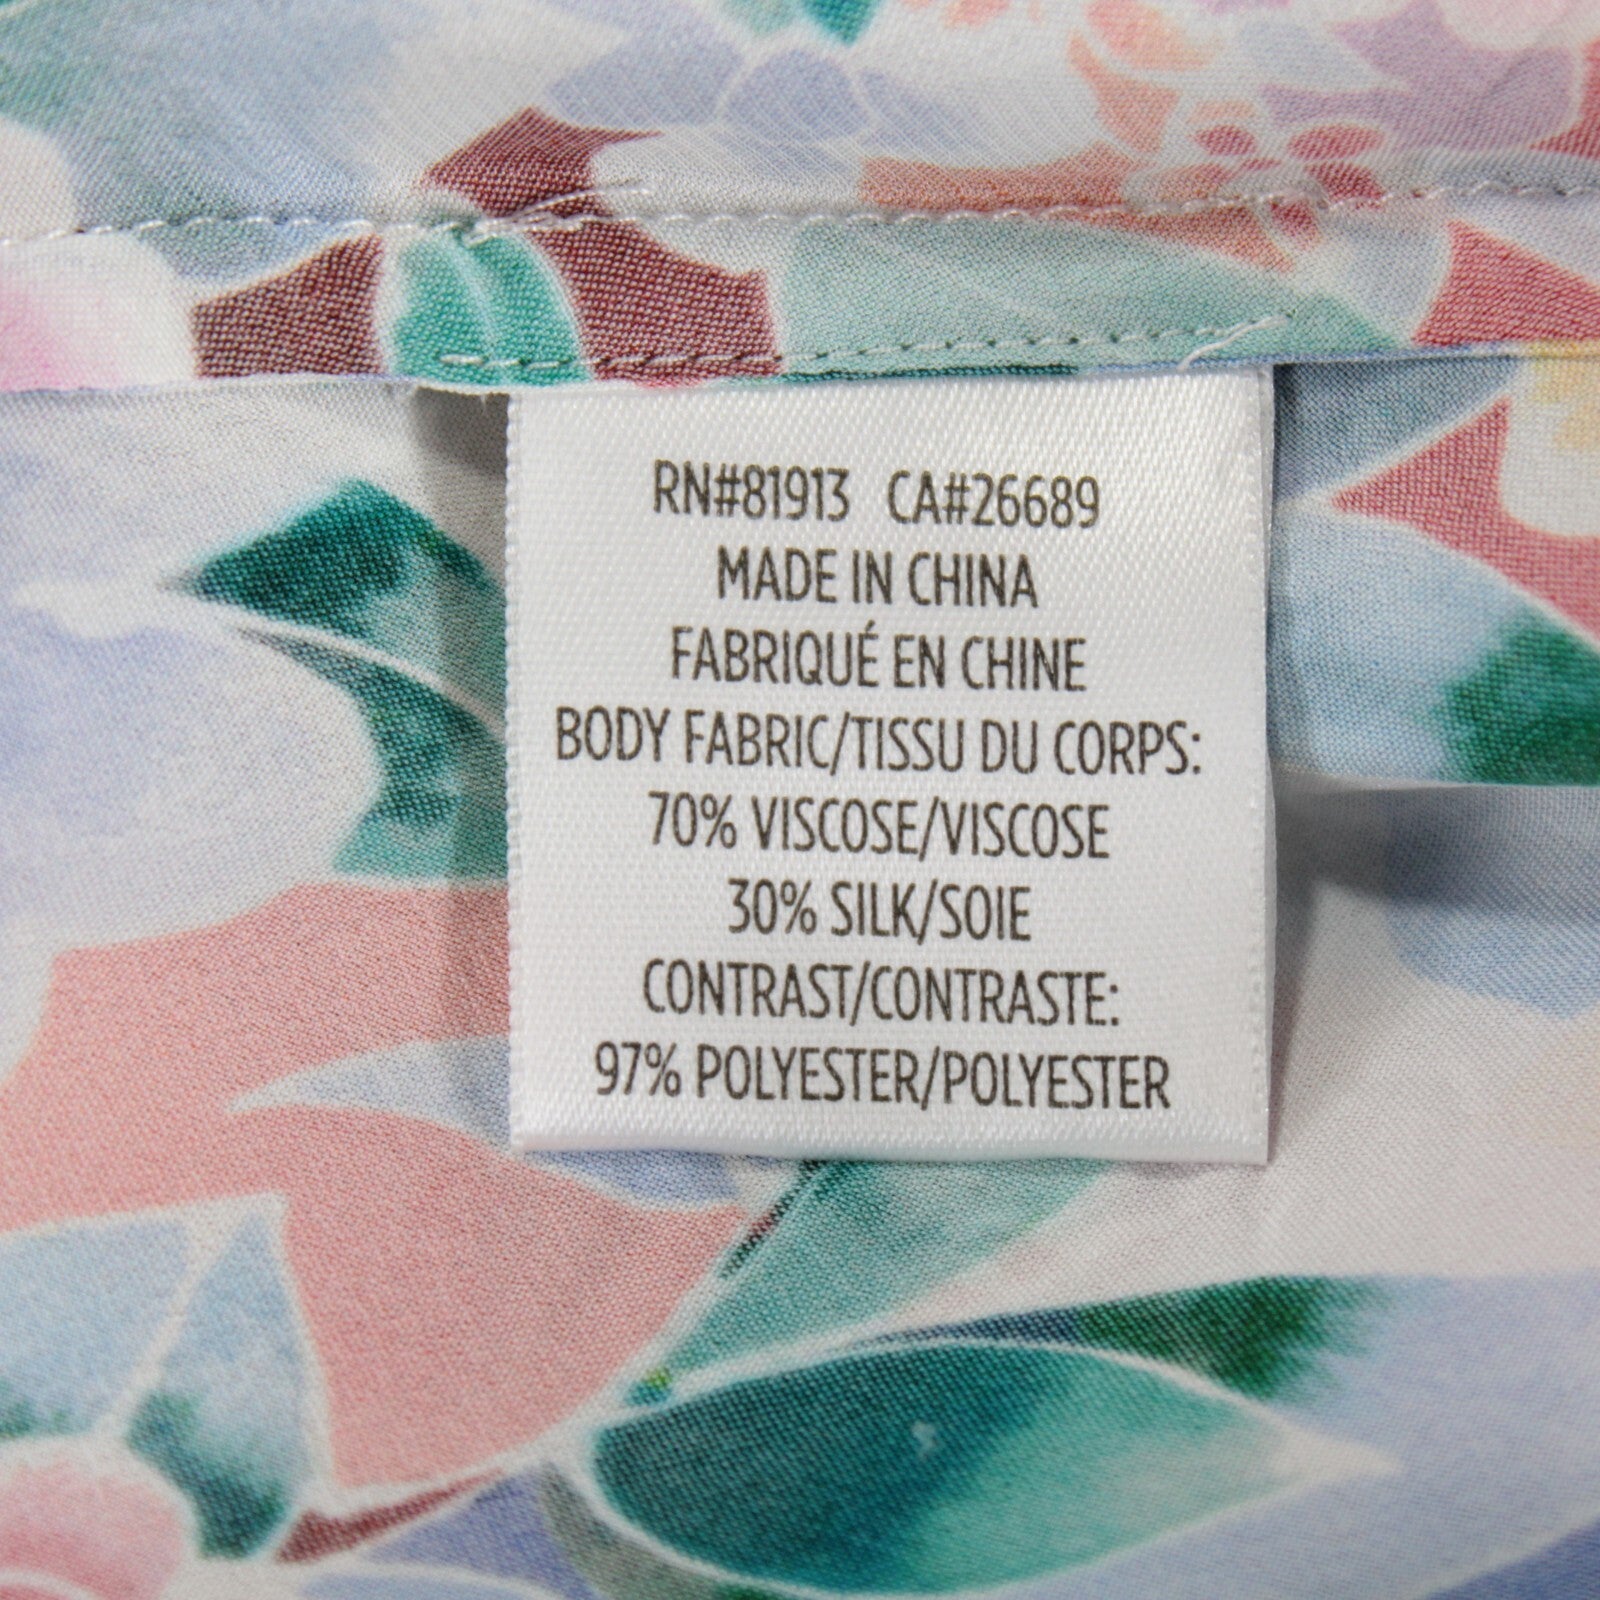 RN#81913 CA#26689
MADE IN CHINA
FABRIQUÉ EN CHINE
BODY FABRIC/TISSU DU CORPS:
70% VISCOSE/VISCOSE
30% SILK/SOIE
CONTRAST/CONTRASTE:
97% POLYESTER/POLYESTER